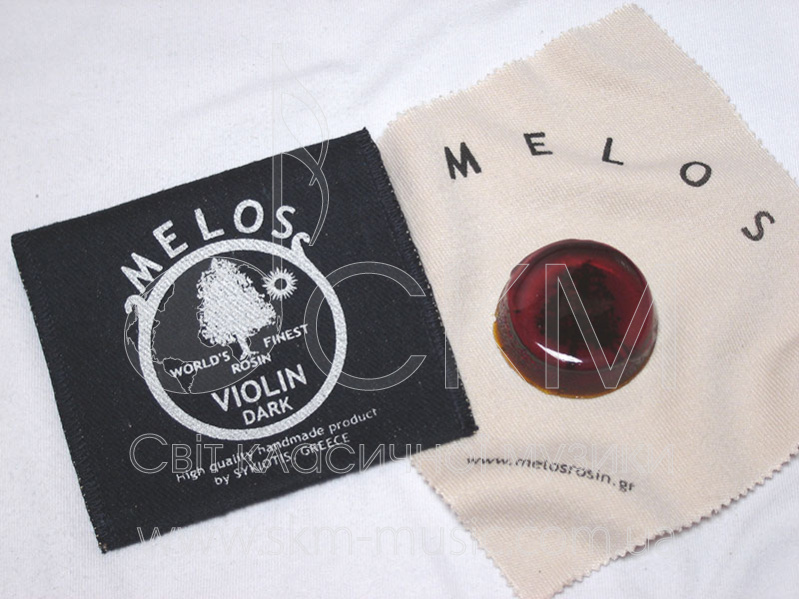 MELOS
WORLD'S FINEST
ROSIN
VIOLIN
DARK
High quality handmade product
by SYKIOTIS, GREECE
MELOS
www.melosrosin.gr
СКМ
Світ класичної музики
www.skm-music.com.ua